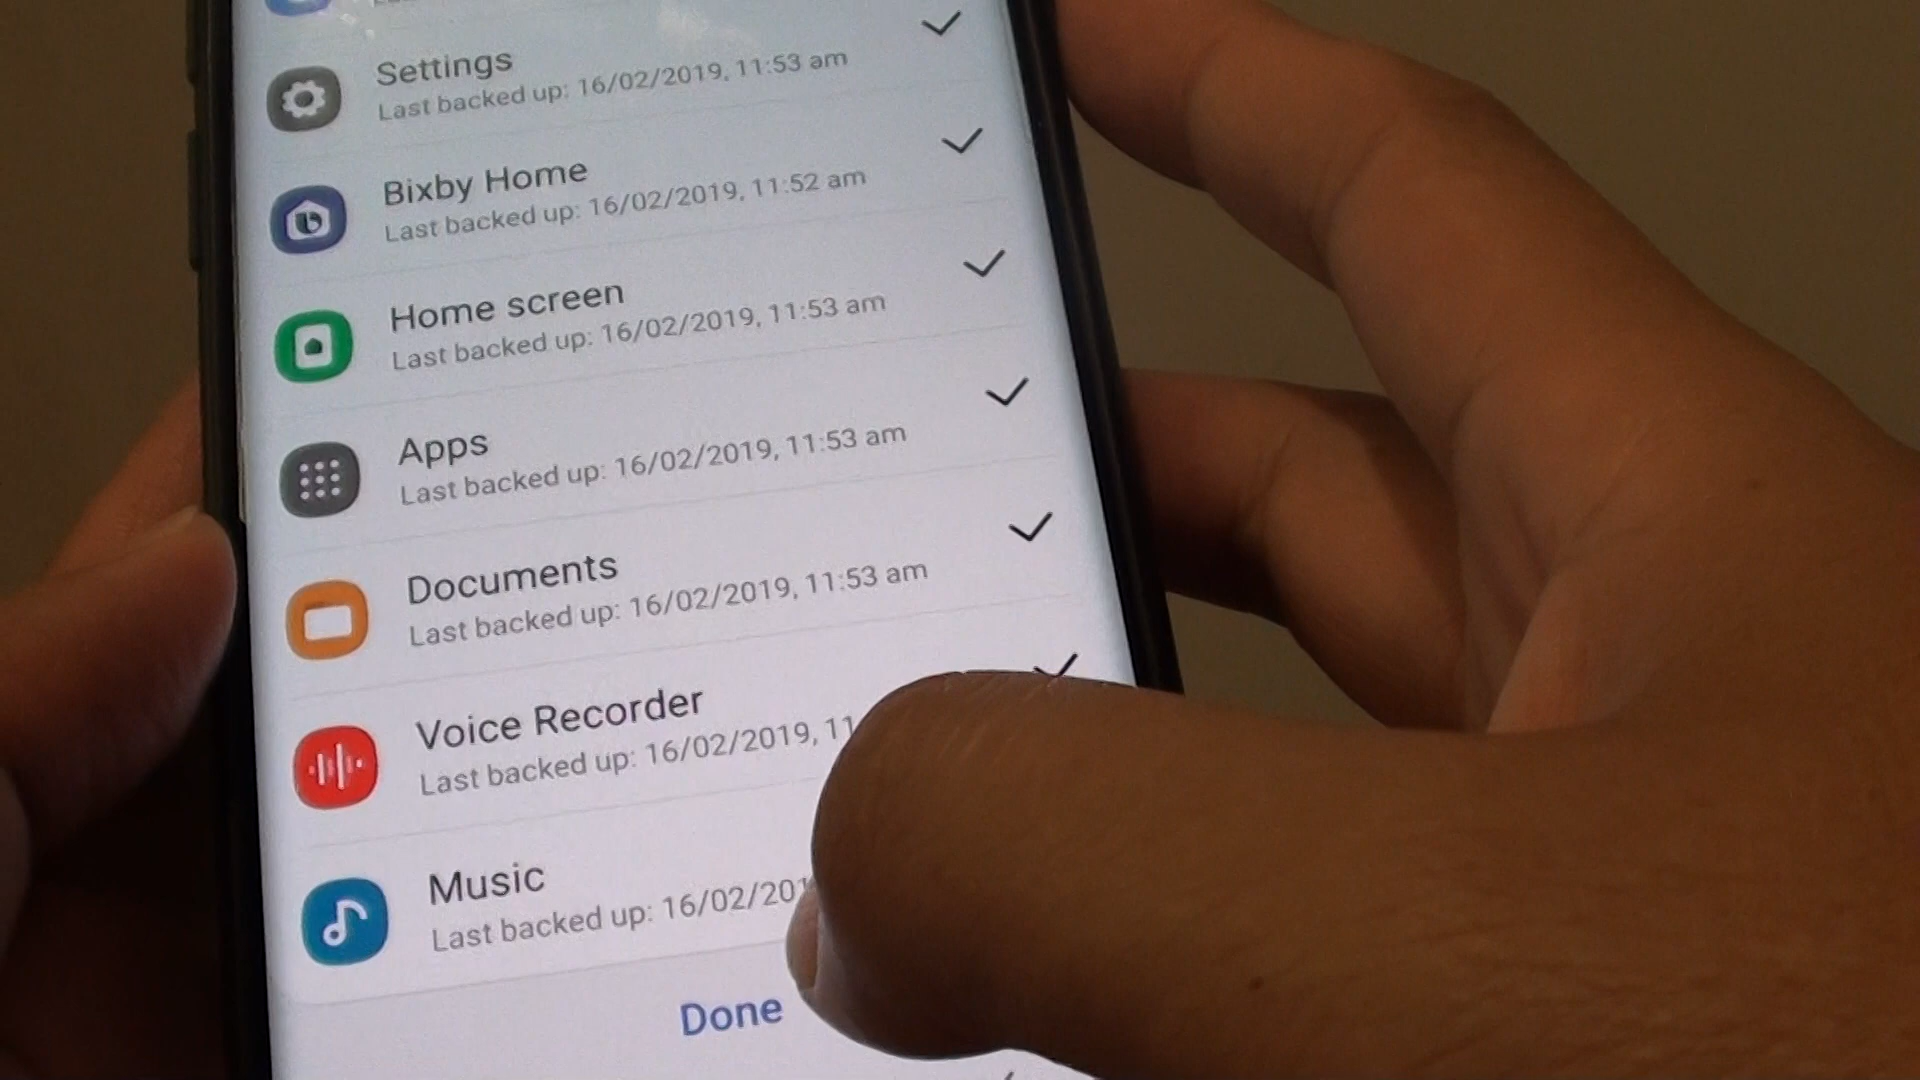 Settings
Last backed up: 16/02/2019, 11:53 am
Bixby Home
Last backed up: 16/02/2019, 11:52 am
Home screen
Last backed up: 16/02/2019, 11:53 am
Apps
Last backed up: 16/02/2019, 11:53 am
Documents
Last backed up: 16/02/2019, 11:53 am
Voice Recorder
Last backed up: 16/02/2019, 11
Music
Last backed up: 16/02/201
Done